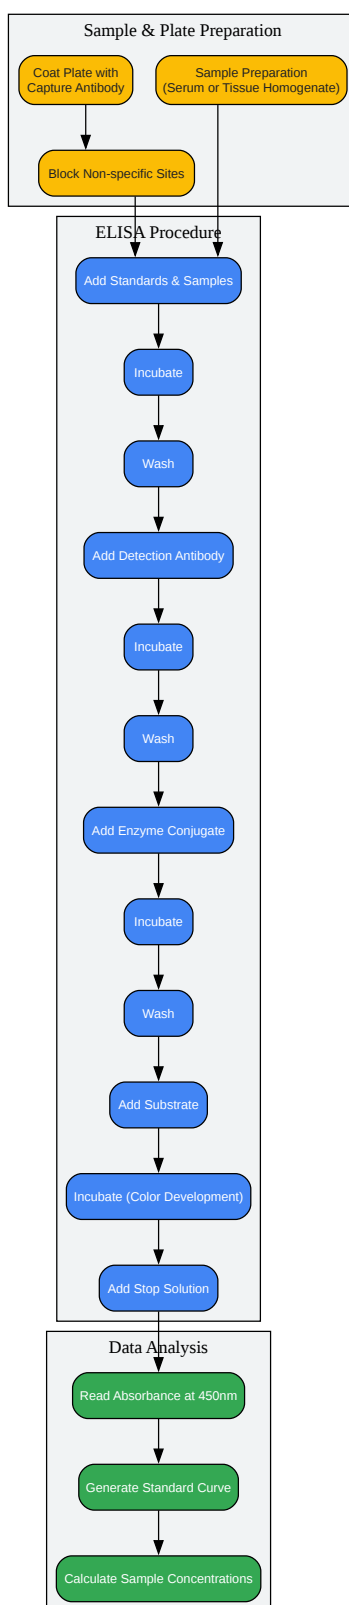 Sample & Plate Preparation
Coat Plate with
Capture Antibody
Sample Preparation
(Serum or Tissue Homogenate)
Block Non-specific Sites
ELISA Procedure
Add Standards & Samples
Incubate
Wash
Add Detection Antibody
Incubate
Wash
Add Enzyme Conjugate
Incubate
Wash
Add Substrate
Incubate (Color Development)
Add Stop Solution
Data Analysis
Read Absorbance at 450nm
Generate Standard Curve
Calculate Sample Concentrations